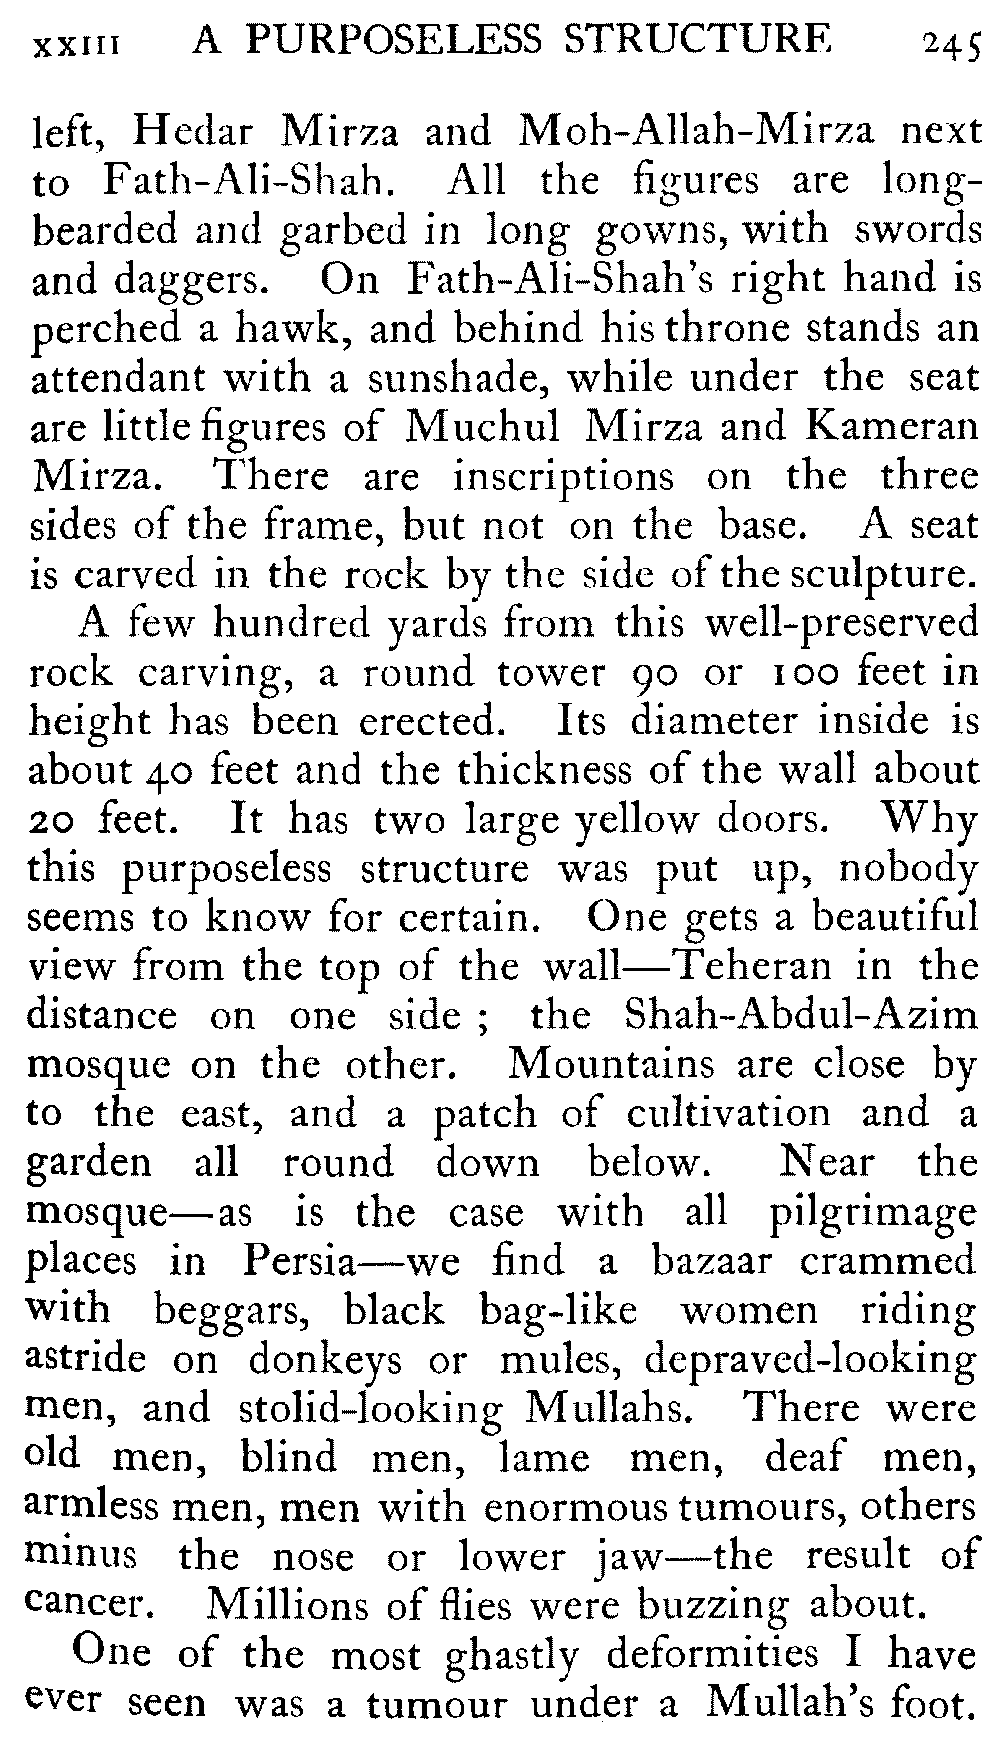 XXIII A PURPOSELESS STRUCTURE 245
left, Hedar Mirza and Moh-Allah-Mirza next
to Fath-Ali-Shah. All the figures are long-
bearded and garbed in long gowns, with swords
and daggers. On Fath-Ali-Shah's right hand is
perched a hawk, and behind his throne stands an
attendant with a sunshade, while under the seat
are little figures of Muchul Mirza and Kameran
Mirza. There are inscriptions on the three
sides of the frame, but not on the base. A seat
is carved in the rock by the side of the sculpture.
A few hundred yards from this well-preserved
rock carving, a round tower 90 or 100 feet in
height has been erected. Its diameter inside is
about 40 feet and the thickness of the wall about
20 feet. It has two large yellow doors. Why
this purposeless structure was put up, nobody
seems to know for certain. One gets a beautiful
view from the top of the wall—Teheran in the
distance on one side ; the Shah-Abdul-Azim
mosque on the other. Mountains are close by
to the east, and a patch of cultivation and a
garden all round down below. Near the
mosque—as is the case with all pilgrimage
places in Persia—we find a bazaar crammed
with beggars, black bag-like women riding
astride on donkeys or mules, depraved-looking
men, and stolid-looking Mullahs. There were
old men, blind men, lame men, deaf men,
armless men, men with enormous tumours, others
minus the nose or lower jaw—the result of
cancer. Millions of flies were buzzing about.
One of the most ghastly deformities I have
ever seen was a tumour under a Mullah's foot.